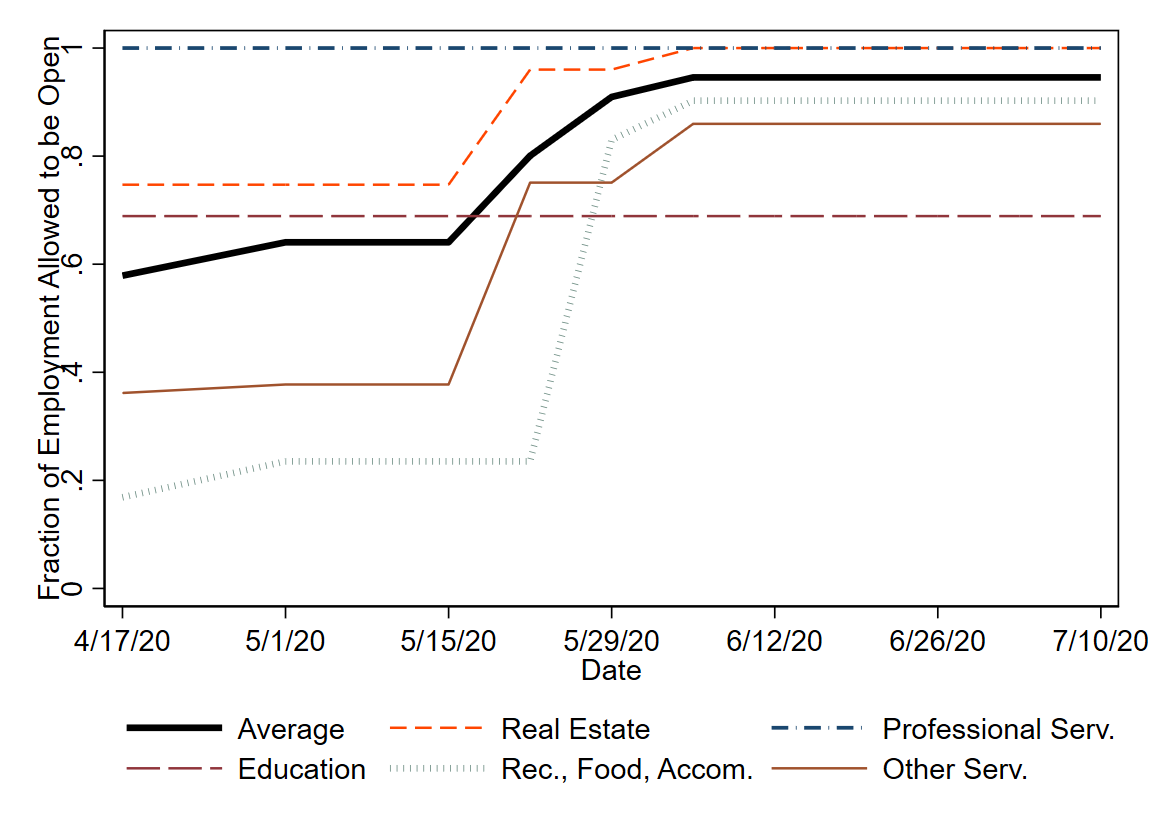 Fraction of Employment Allowed to be Open
1
.8
.6
.4
.2
0
4/17/20 5/1/20 5/15/20 5/29/20 6/12/20 6/26/20 7/10/20
Date
Average Real Estate Professional Serv.
Education Rec., Food, Accom. Other Serv.